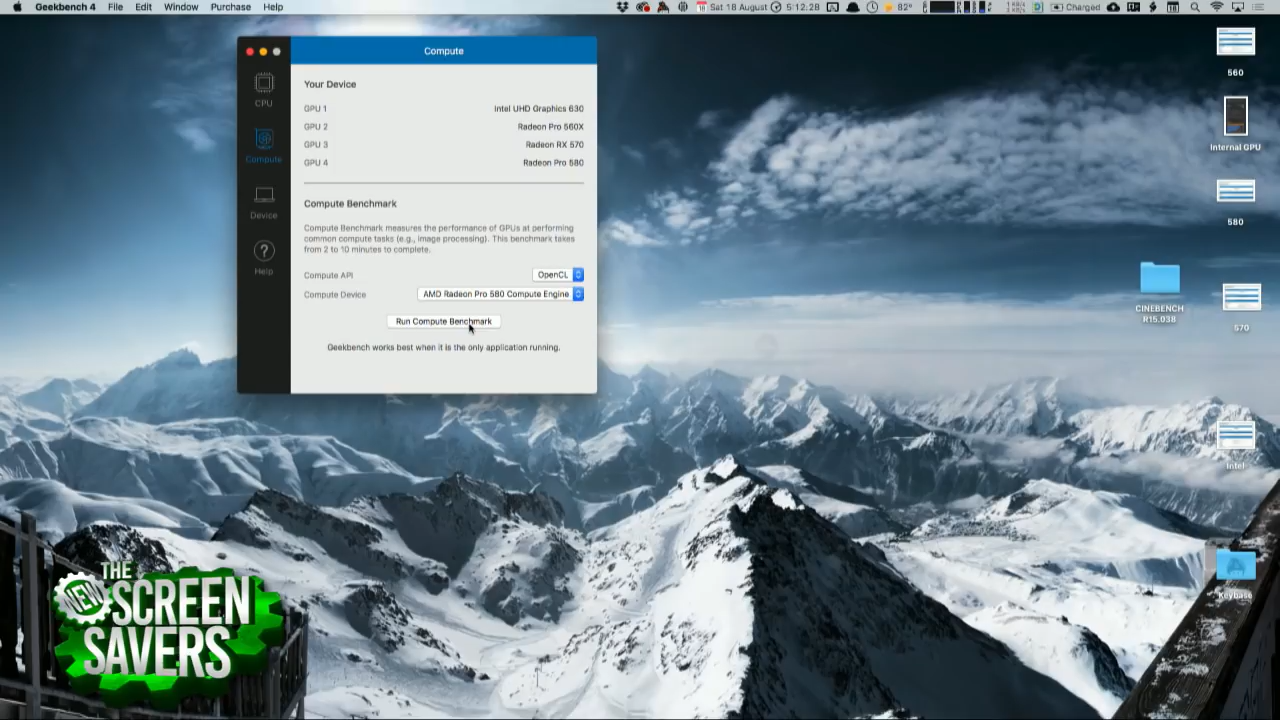 Geekbench 4 File Edit Window Purchase Help
Sat 18 August 5:12:28 82° Charged
Compute
Your Device
GPU 1 Intel UHD Graphics 630
GPU 2 Radeon Pro 560X
GPU 3 Radeon RX 570
GPU 4 Radeon Pro 580
Compute Benchmark
Compute Benchmark measures the performance of GPUs at performing
common compute tasks (e.g., image processing). This benchmark takes
from 2 to 10 minutes to complete.
Compute API OpenCL
Compute Device AMD Radeon Pro 580 Compute Engine
Run Compute Benchmark
Geekbench works best when it is the only application running.
CPU
Compute
Device
Help
560
Internal GPU
580
CINEBENCH
R15.038
570
Intel
Keybase
THE
NEW SCREEN
SAVERS